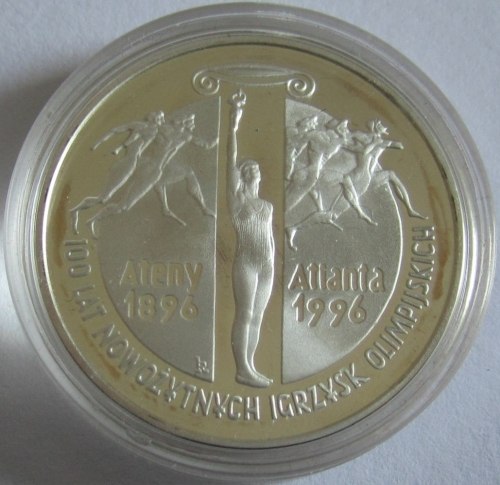 Ateny
1896
Atlanta
1996
100 LAT NOWOŻYTNYCH IGRZYSK OLIMPIJSKICH